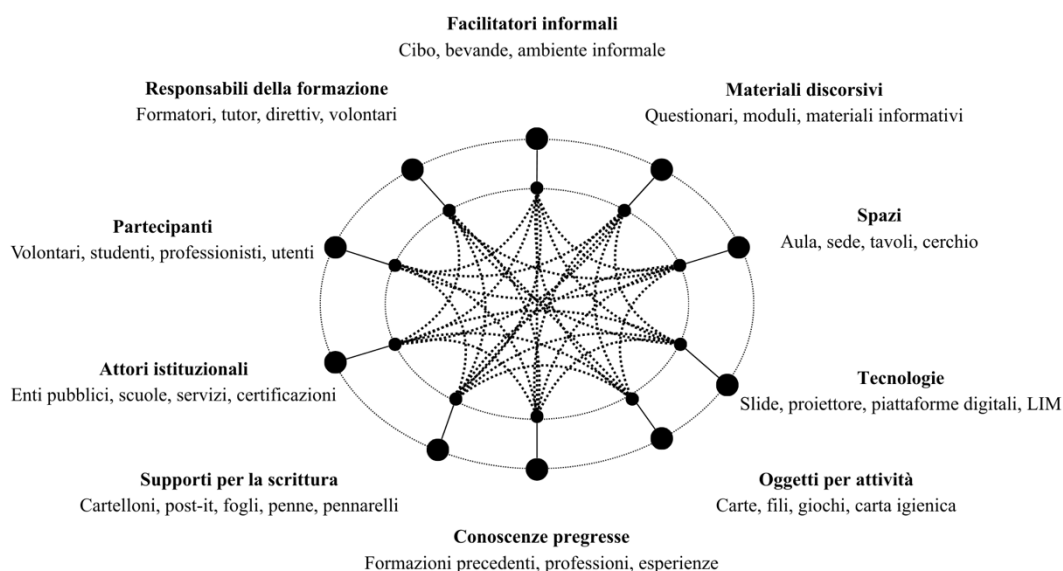 Facilitatori informali
Cibo, bevande, ambiente informale
Responsabili della formazione
Formatori, tutor, direttiv, volontari
Materiali discorsivi
Questionari, moduli, materiali informativi
Partecipanti
Volontari, studenti, professionisti, utenti
Spazi
Aula, sede, tavoli, cerchio
Attori istituzionali
Enti pubblici, scuole, servizi, certificazioni
Tecnologie
Slide, proiettore, piattaforme digitali, LIM
Supporti per la scrittura
Cartelloni, post-it, fogli, penne, pennarelli
Oggetti per attività
Carte, fili, giochi, carta igienica
Conoscenze pregresse
Formazioni precedenti, professioni, esperienze